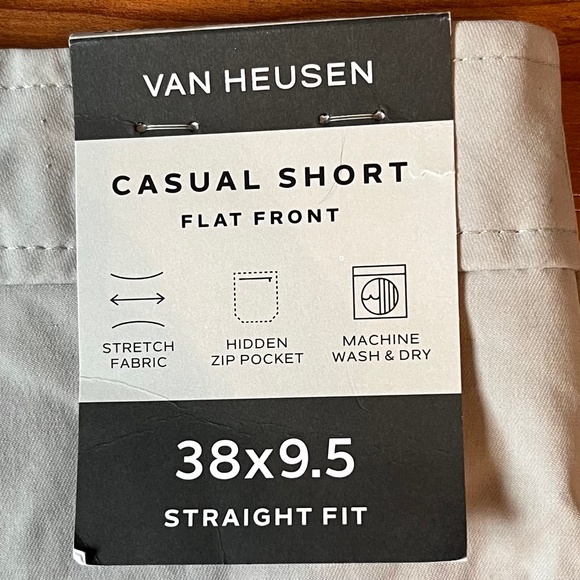 VAN HEUSEN
CASUAL SHORT
FLAT FRONT
STRETCH
FABRIC
HIDDEN
ZIP POCKET
MACHINE
WASH & DRY
38x9.5
STRAIGHT FIT